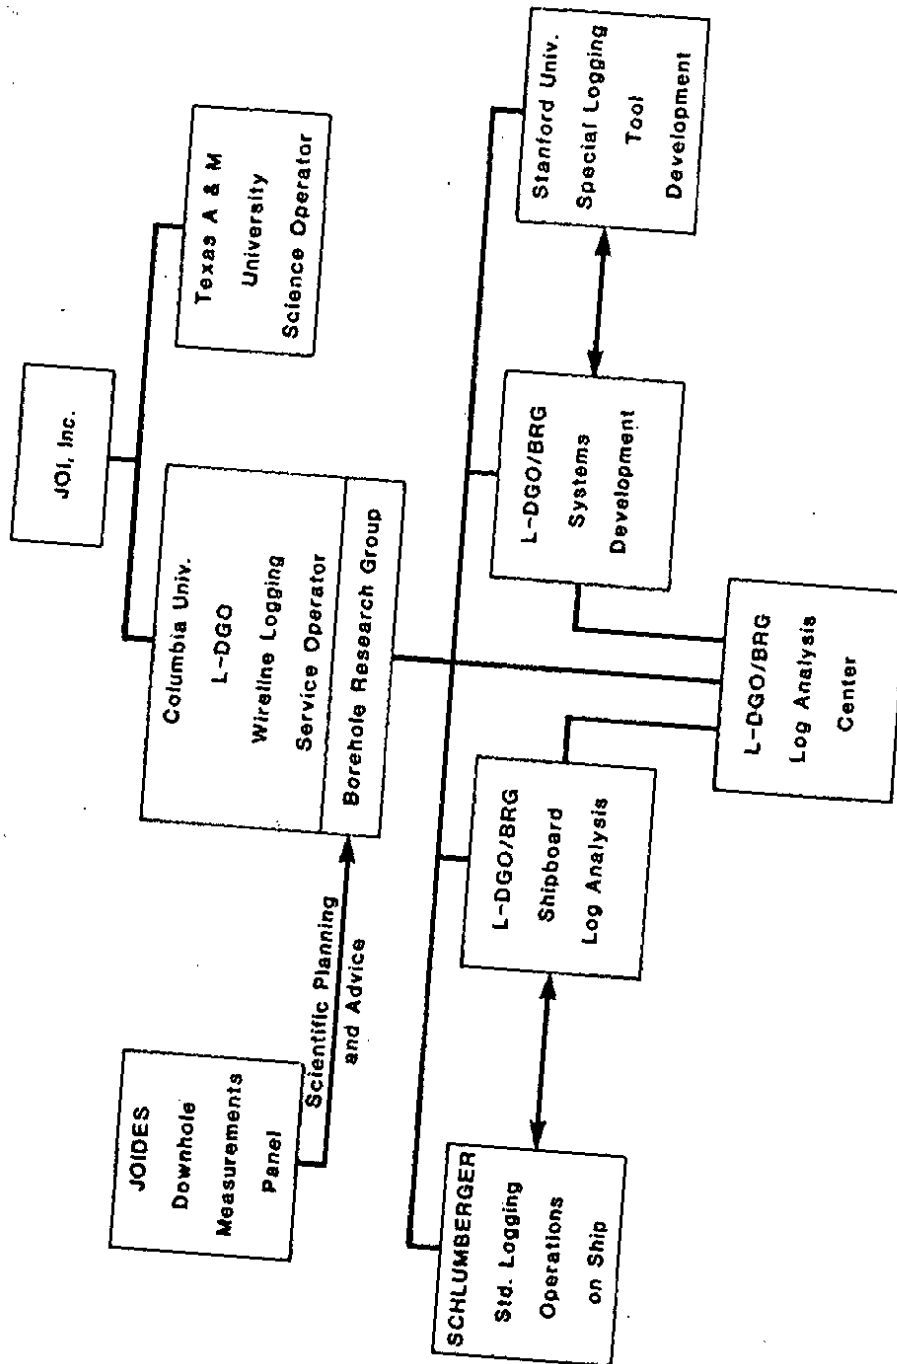 JOI, Inc.
Columbia Univ.
L-DGO
Wireline Logging
Service Operator
Borehole Research Group
Texas A & M
University
Science Operator
JOIDES
Downhole
Measurements
Panel
Scientific Planning
and Advice
SCHLUMBERGER
Std. Logging
Operations
on Ship
L-DGO/BRG
Shipboard
Log Analysis
L-DGO/BRG
Systems
Development
Stanford Univ.
Special Logging
Tool
Development
L-DGO/BRG
Log Analysis
Center